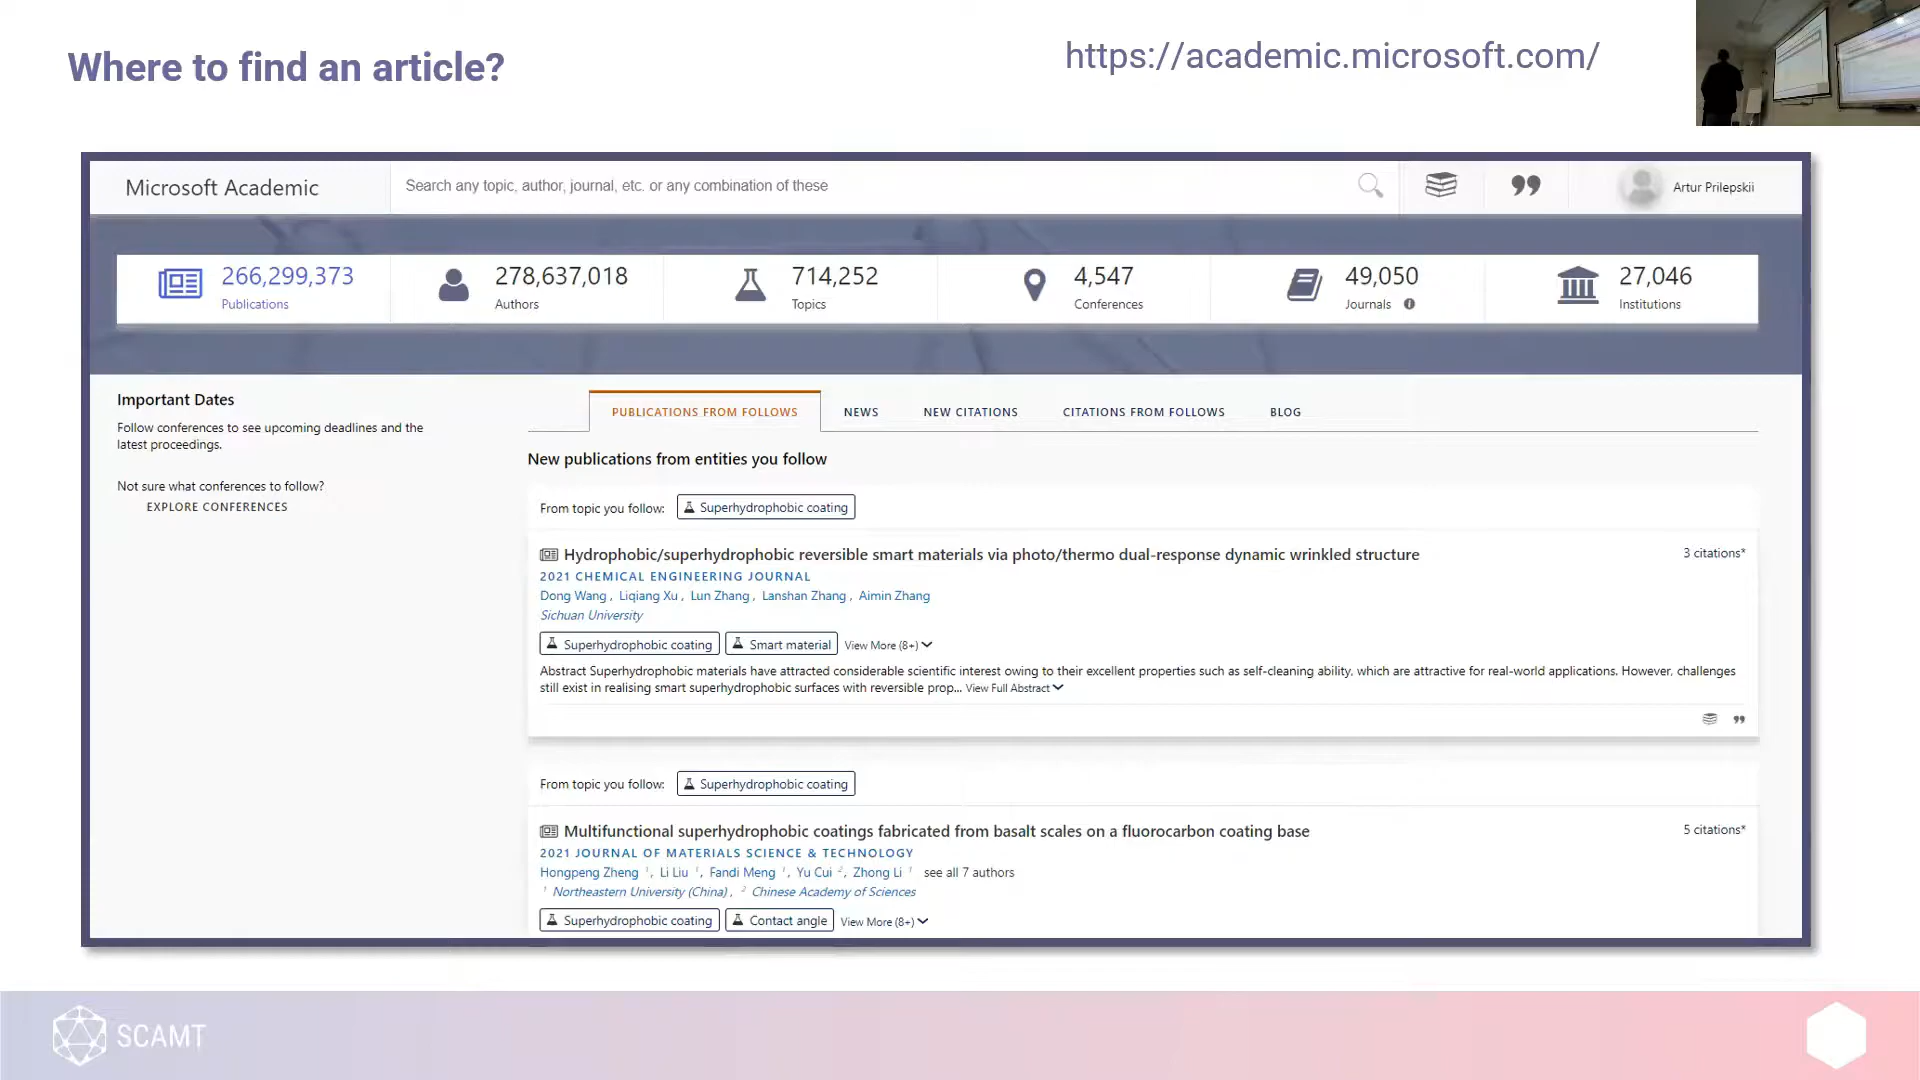 Where to find an article?
https://academic.microsoft.com/
Microsoft Academic
Search any topic, author, journal, etc. or any combination of these
Artur Prilepskii
266,299,373
Publications
278,637,018
Authors
714,252
Topics
4,547
Conferences
49,050
Journals
27,046
Institutions
Important Dates
Follow conferences to see upcoming deadlines and the
latest proceedings.
Not sure what conferences to follow?
EXPLORE CONFERENCES
PUBLICATIONS FROM FOLLOWS
NEWS
NEW CITATIONS
CITATIONS FROM FOLLOWS
BLOG
New publications from entities you follow
From topic you follow: Superhydrophobic coating
Hydrophobic/superhydrophobic reversible smart materials via photo/thermo dual-response dynamic wrinkled structure
3 citations*
2021 CHEMICAL ENGINEERING JOURNAL
Dong Wang , Liqiang Xu , Lun Zhang , Lanshan Zhang , Aimin Zhang
Sichuan University
Superhydrophobic coating Smart material View More (8+)
Abstract Superhydrophobic materials have attracted considerable scientific interest owing to their excellent properties such as self-cleaning ability, which are attractive for real-world applications. However, challenges
still exist in realising smart superhydrophobic surfaces with reversible prop... View Full Abstract
From topic you follow: Superhydrophobic coating
Multifunctional superhydrophobic coatings fabricated from basalt scales on a fluorocarbon coating base
5 citations*
2021 JOURNAL OF MATERIALS SCIENCE & TECHNOLOGY
Hongpeng Zheng 1, Li Liu 1, Fandi Meng 1, Yu Cui 2, Zhong Li 1 see all 7 authors
1 Northeastern University (China) , 2 Chinese Academy of Sciences
Superhydrophobic coating Contact angle View More (8+)
SCAMT